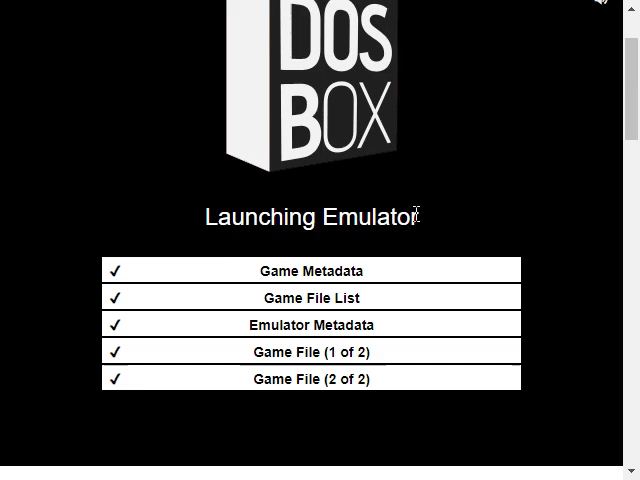 DOS
BOX
Launching Emulator
✓ Game Metadata
✓ Game File List
✓ Emulator Metadata
✓ Game File (1 of 2)
✓ Game File (2 of 2)